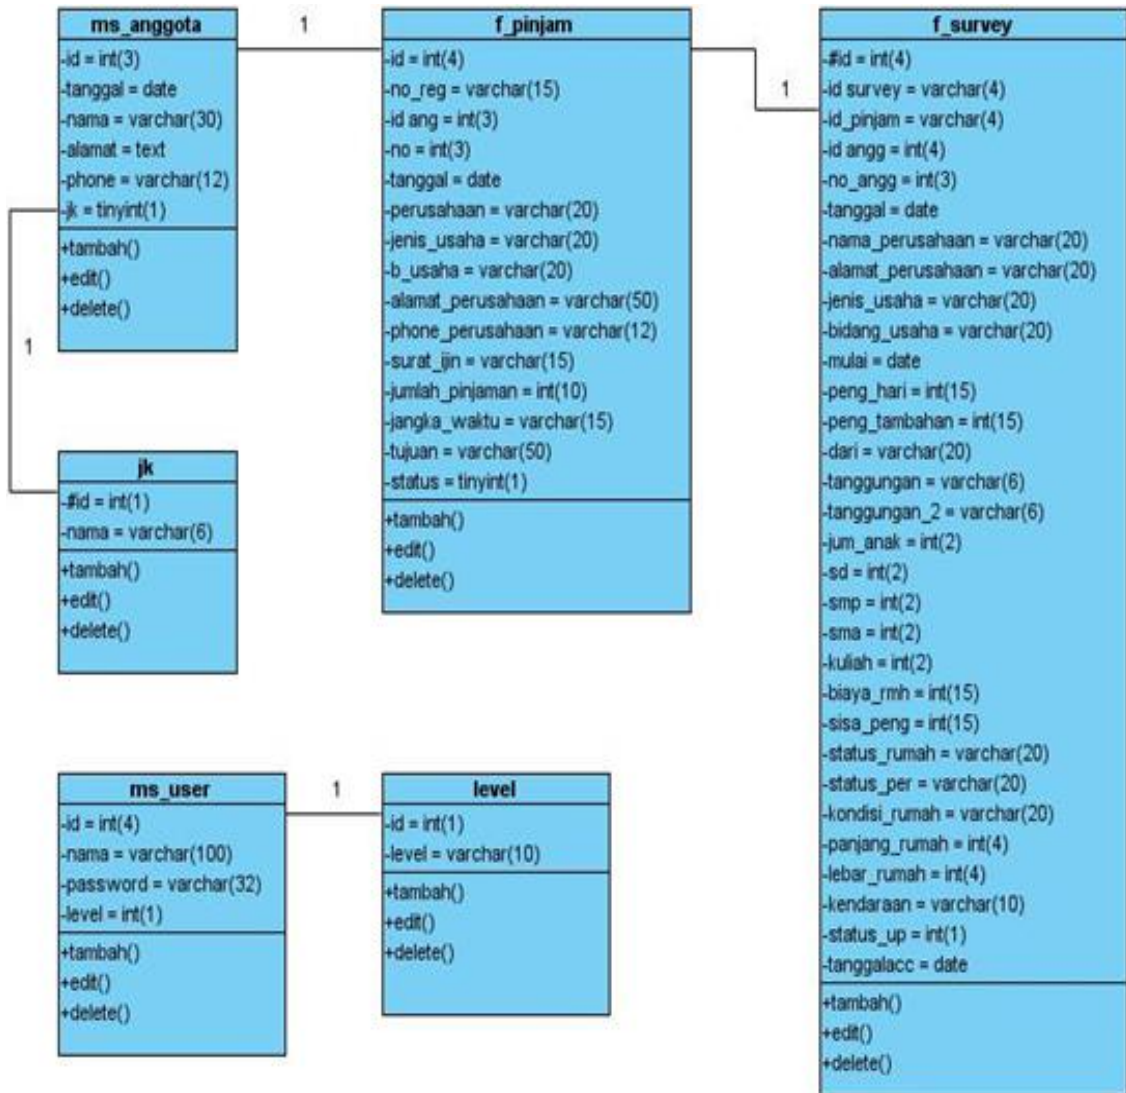 ms_anggota
-id = int(3)
-tanggal = date
-nama = varchar(30)
-alamat = text
-phone = varchar(12)
-jk = tinyint(1)
+tambah()
+edit()
+delete()
1
f_pinjam
-id = int(4)
-no_reg = varchar(15)
-id ang = int(3)
-no = int(3)
-tanggal = date
-perusahaan = varchar(20)
-jenis_usaha = varchar(20)
-b_usaha = varchar(20)
-alamat_perusahaan = varchar(50)
-phone_perusahaan = varchar(12)
-surat_ijin = varchar(15)
-jumlah_pinjaman = int(10)
-jangka_waktu = varchar(15)
-tujuan = varchar(50)
-status = tinyint(1)
+tambah()
+edit()
+delete()
1
f_survey
-#id = int(4)
-id survey = varchar(4)
-id_pinjam = varchar(4)
-id angg = int(4)
-no_angg = int(3)
-tanggal = date
-nama_perusahaan = varchar(20)
-alamat_perusahaan = varchar(20)
-jenis_usaha = varchar(20)
-bidang_usaha = varchar(20)
-mulai = date
-peng_hari = int(15)
-peng_tambahan = int(15)
-dari = varchar(20)
-tanggungan = varchar(6)
-tanggungan_2 = varchar(6)
-jum_anak = int(2)
-sd = int(2)
-smp = int(2)
-sma = int(2)
-kuliah = int(2)
-biaya_rmh = int(15)
-sisa_peng = int(15)
-status_rumah = varchar(20)
-status_per = varchar(20)
-kondisi_rumah = varchar(20)
-panjang_rumah = int(4)
-lebar_rumah = int(4)
-kendaraan = varchar(10)
-status_up = int(1)
-tanggalacc = date
+tambah()
+edit()
+delete()
1
jk
-#id = int(1)
-nama = varchar(6)
+tambah()
+edit()
+delete()
ms_user
-id = int(4)
-nama = varchar(100)
-password = varchar(32)
-level = int(1)
+tambah()
+edit()
+delete()
1
level
-id = int(1)
-level = varchar(10)
+tambah()
+edit()
+delete()